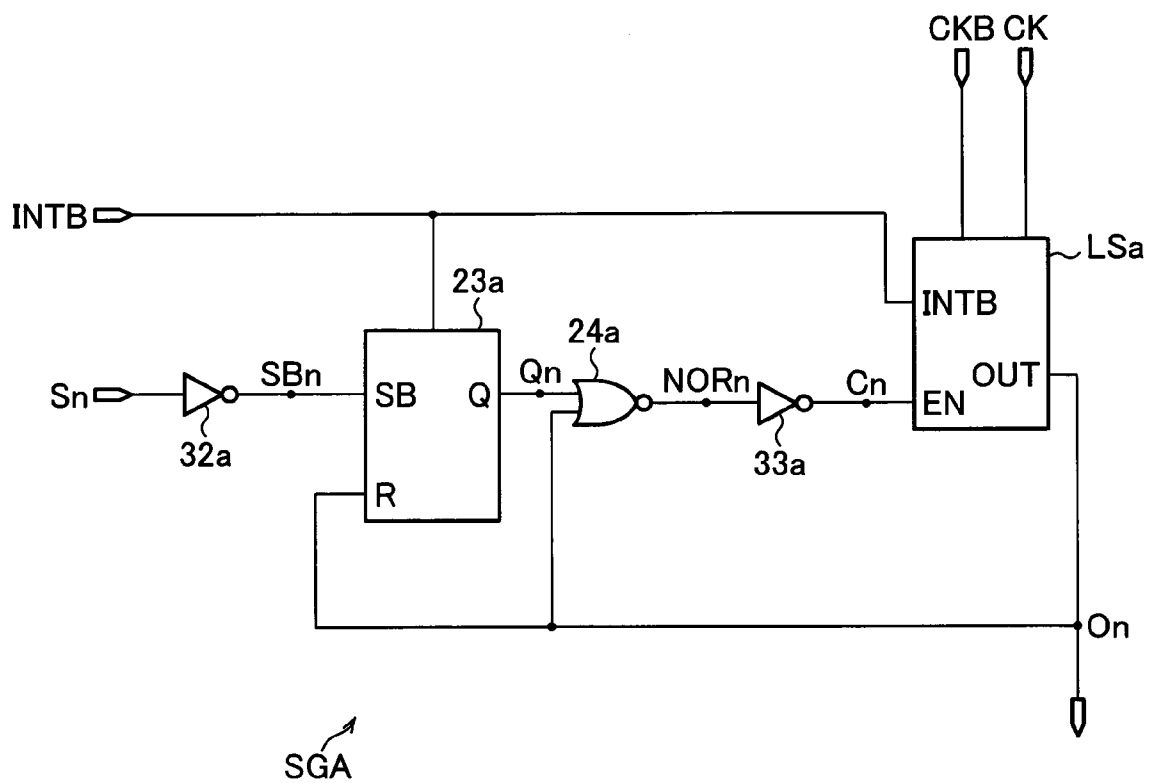 CKB CK
INTB
LSa
23a
INTB
24a
Sn
SBn
SB
Q
Qn
NORn
Cn
OUT
EN
32a
33a
R
On
SGA